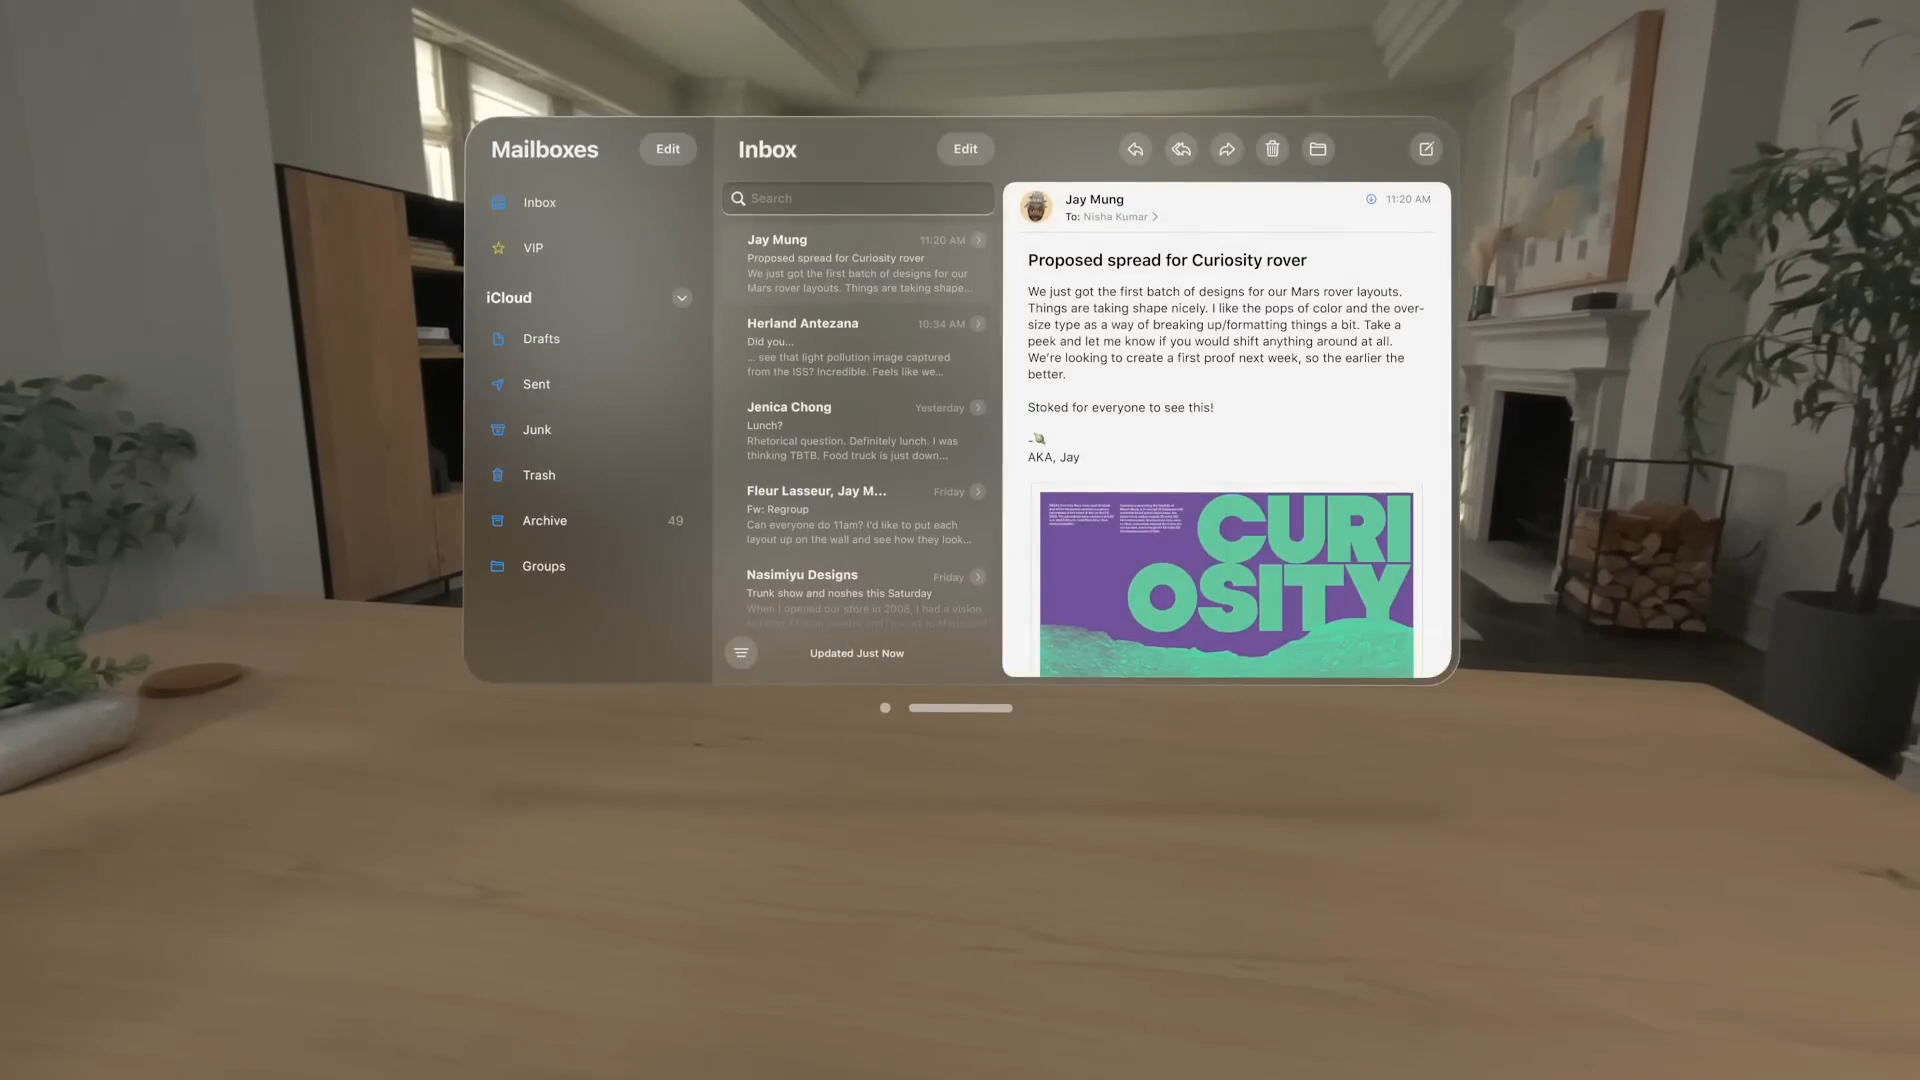 Mailboxes
Edit
Inbox
VIP
iCloud
Drafts
Sent
Junk
Trash
Archive 49
Groups
Inbox
Edit
Search
Jay Mung 11:20 AM
Proposed spread for Curiosity rover
We just got the first batch of designs for our
Mars rover layouts. Things are taking shape...
Herland Antezana 10:34 AM
Did you...
... see that light pollution image captured
from the ISS? Incredible. Feels like we...
Jenica Chong Yesterday
Lunch?
Rhetorical question. Definitely lunch. I was
thinking TBTB. Food truck is just down...
Fleur Lasseur, Jay M... Friday
Fw: Regroup
Can everyone do 11am? I'd like to put each
layout up on the wall and see how they look...
Nasimiyu Designs Friday
Trunk show and noshes this Saturday
When I opened our store in 2008, I had a vision
Updated Just Now
Jay Mung 11:20 AM
To: Nisha Kumar
Proposed spread for Curiosity rover
We just got the first batch of designs for our Mars rover layouts.
Things are taking shape nicely. I like the pops of color and the over-
size type as a way of breaking up/formatting things a bit. Take a
peek and let me know if you would shift anything around at all.
We're looking to create a first proof next week, so the earlier the
better.
Stoked for everyone to see this!
-
AKA, Jay
CURI
OSITY